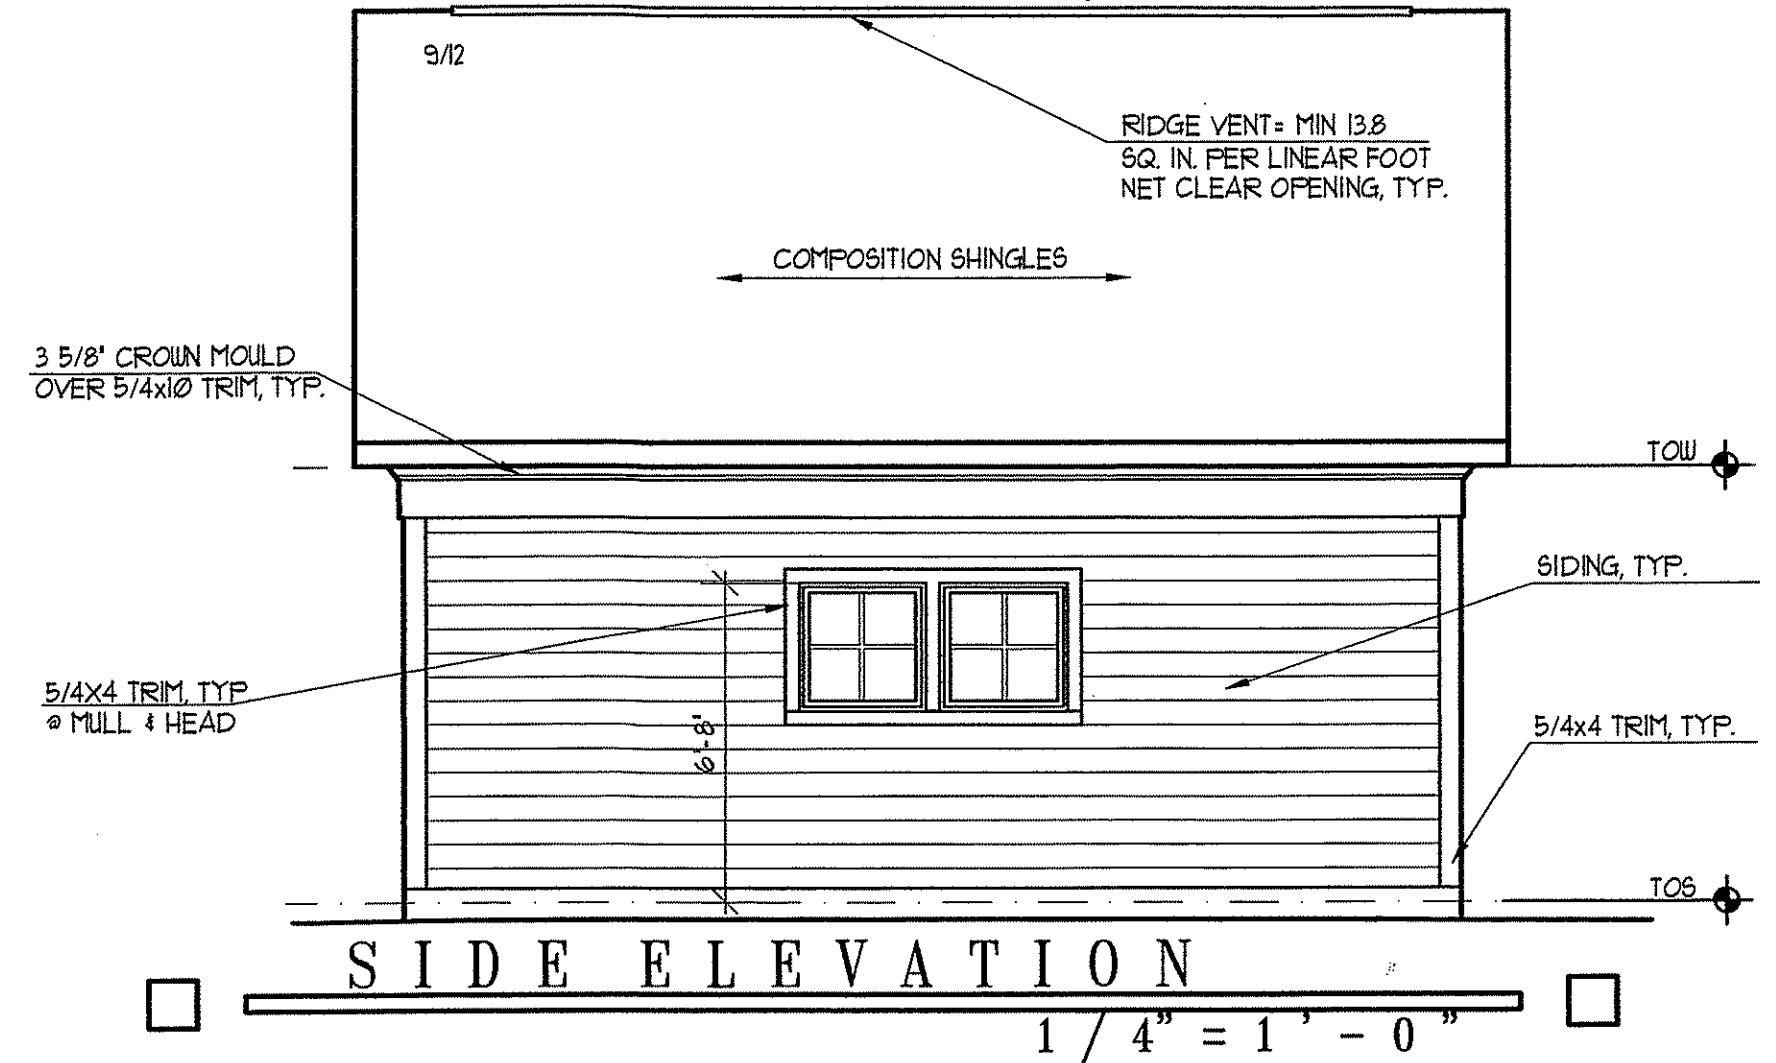 9/12
RIDGE VENT= MIN 13.8
SQ. IN. PER LINEAR FOOT
NET CLEAR OPENING, TYP.
COMPOSITION SHINGLES
3 5/8" CROWN MOULD
OVER 5/4x10 TRIM, TYP.
TOW
SIDING, TYP.
5/4X4 TRIM, TYP
@ MULL & HEAD
6'-8"
5/4x4 TRIM, TYP.
TOS
SIDE ELEVATION
1/4" = 1'-0"